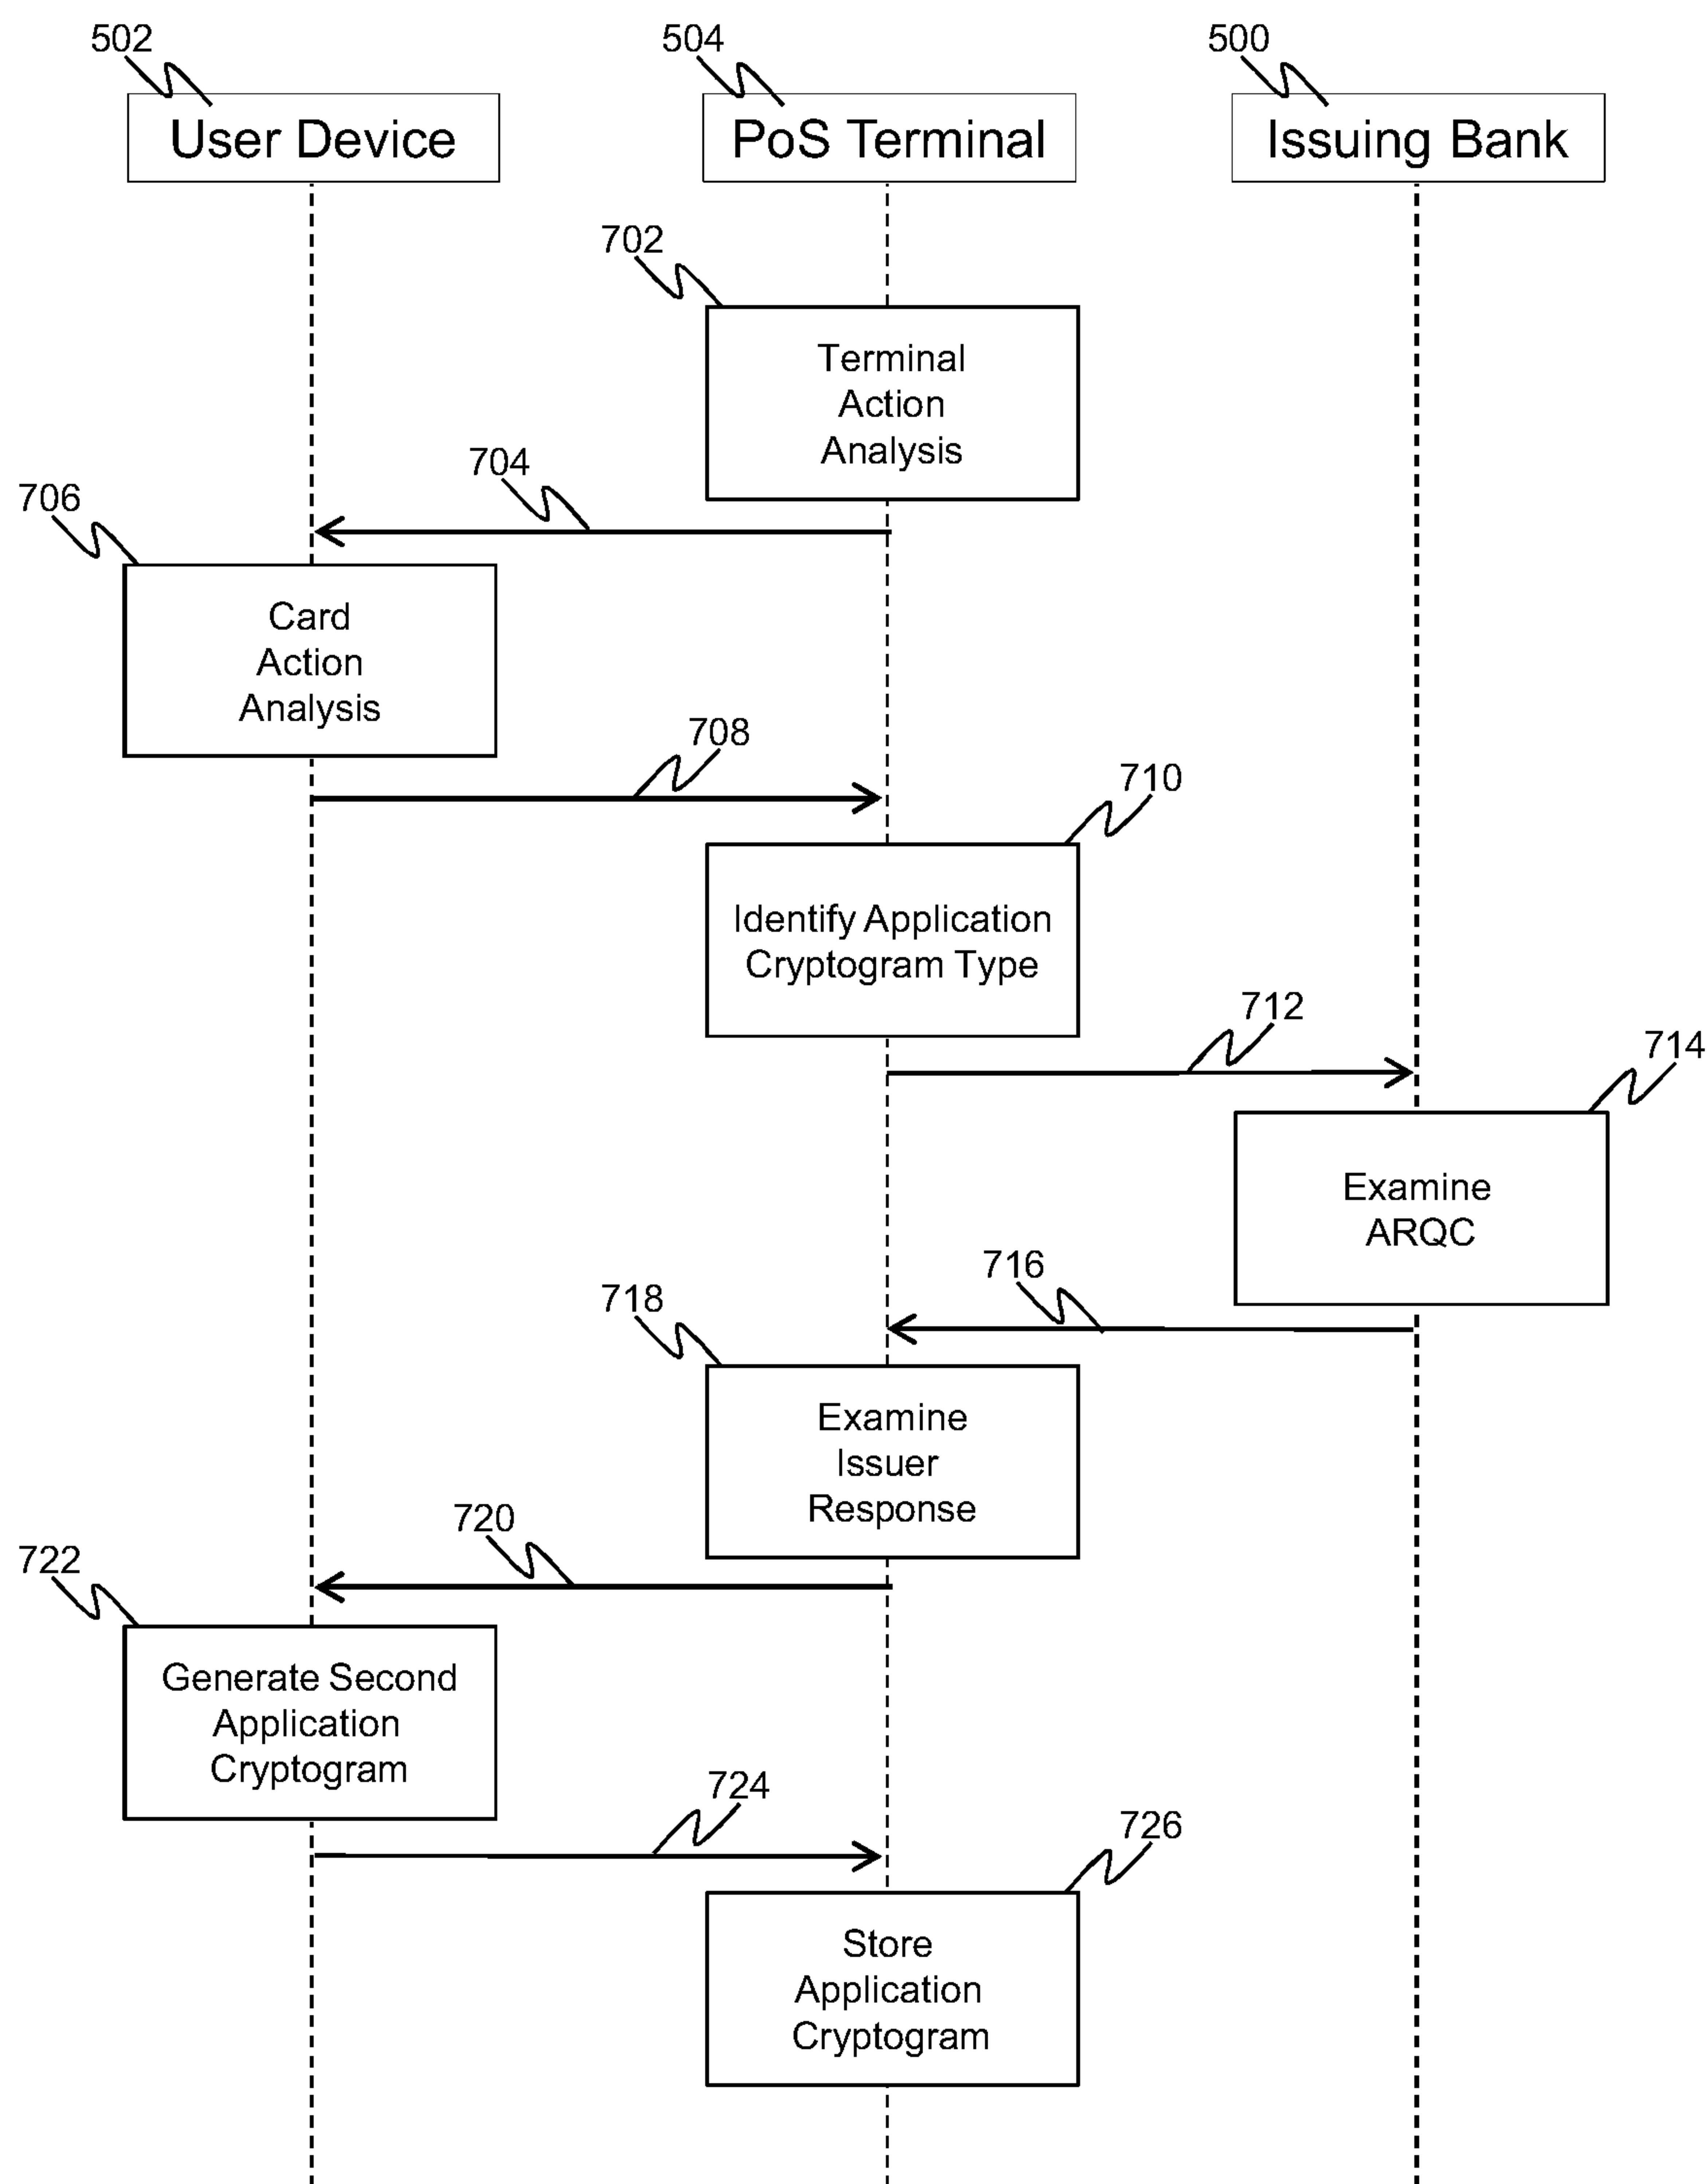 502
504
500
User Device
PoS Terminal
Issuing Bank
702
Terminal
Action
Analysis
704
706
Card
Action
Analysis
708
710
Identify Application
Cryptogram Type
712
714
Examine
ARQC
716
718
Examine
Issuer
Response
720
722
Generate Second
Application
Cryptogram
724
726
Store
Application
Cryptogram